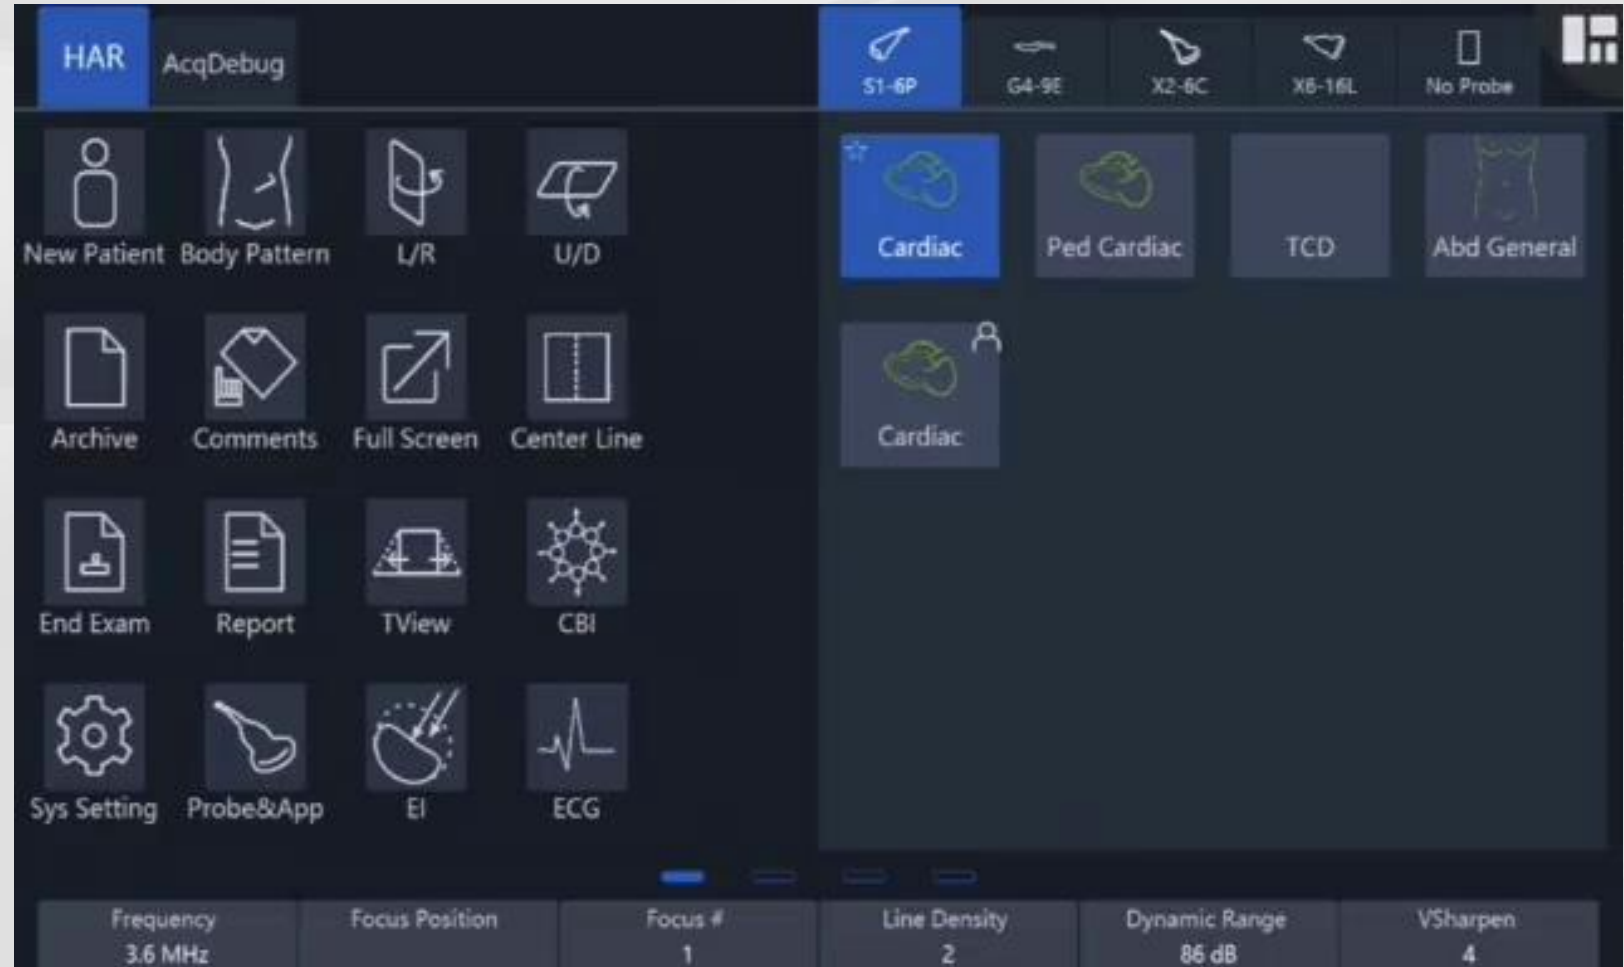 HAR
AcqDebug
S1-6P
G4-9E
X2-6C
X6-16L
No Probe
New Patient
Body Pattern
L/R
U/D
Cardiac
Ped Cardiac
TCD
Abd General
Archive
Comments
Full Screen
Center Line
Cardiac
End Exam
Report
TView
CBI
Sys Setting
Probe&App
EI
ECG
Frequency
Focus Position
Focus #
Line Density
Dynamic Range
VSharpen
3.6 MHz
1
2
86 dB
4